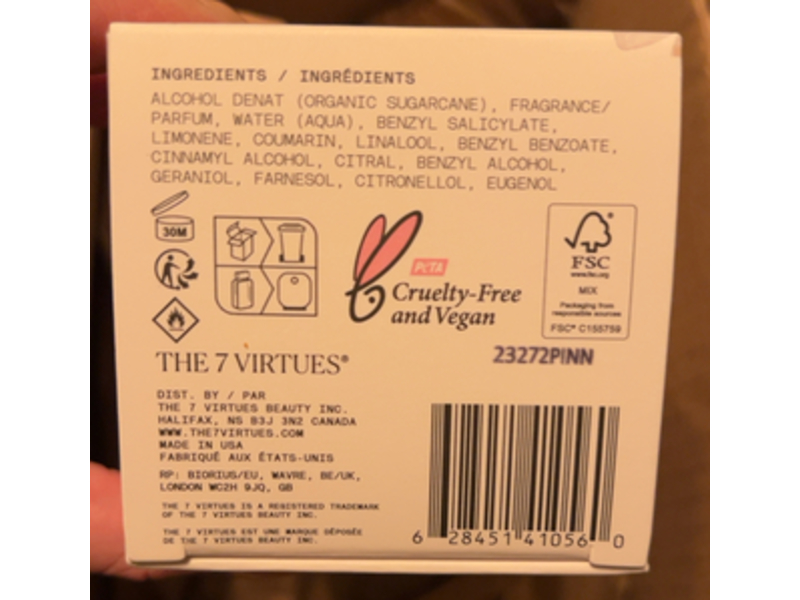 INGREDIENTS / INGRÉDIENTS
ALCOHOL DENAT (ORGANIC SUGARCANE), FRAGRANCE/
PARFUM, WATER (AQUA), BENZYL SALICYLATE,
LIMONENE, COUMARIN, LINALOOL, BENZYL BENZOATE,
CINNAMYL ALCOHOL, CITRAL, BENZYL ALCOHOL,
GERANIOL, FARNESOL, CITRONELLOL, EUGENOL
30M
PETA
Cruelty-Free
and Vegan
FSC
www.fsc.org
MIX
Packaging from
responsible sources
FSC® C155759
THE 7 VIRTUES®
23272PINN
DIST. BY / PAR
THE 7 VIRTUES BEAUTY INC.
HALIFAX, NS B3J 3N2 CANADA
WWW.THE7VIRTUES.COM
MADE IN USA
FABRIQUÉ AUX ÉTATS-UNIS
RP: BIORIUS/EU, WAVRE, BE/UK,
LONDON WC2H 9JQ, GB
THE 7 VIRTUES IS A REGISTERED TRADEMARK
OF THE 7 VIRTUES BEAUTY INC.
THE 7 VIRTUES EST UNE MARQUE DÉPOSÉE
DE THE 7 VIRTUES BEAUTY INC.
6 28451 41056 0